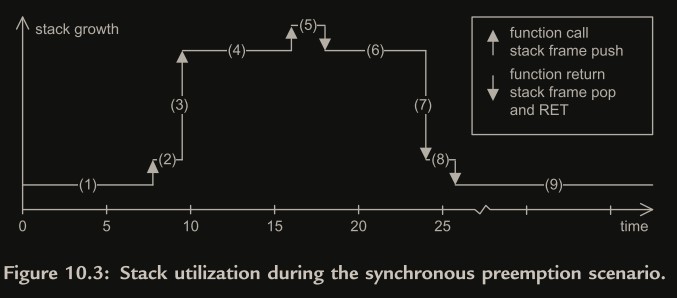 stack growth
(5)
(4)
(6)
(3)
(7)
(2)
(8)
(1)
(9)
function call
stack frame push
function return
stack frame pop
and RET
0 5 10 15 20 25 time
Figure 10.3: Stack utilization during the synchronous preemption scenario.